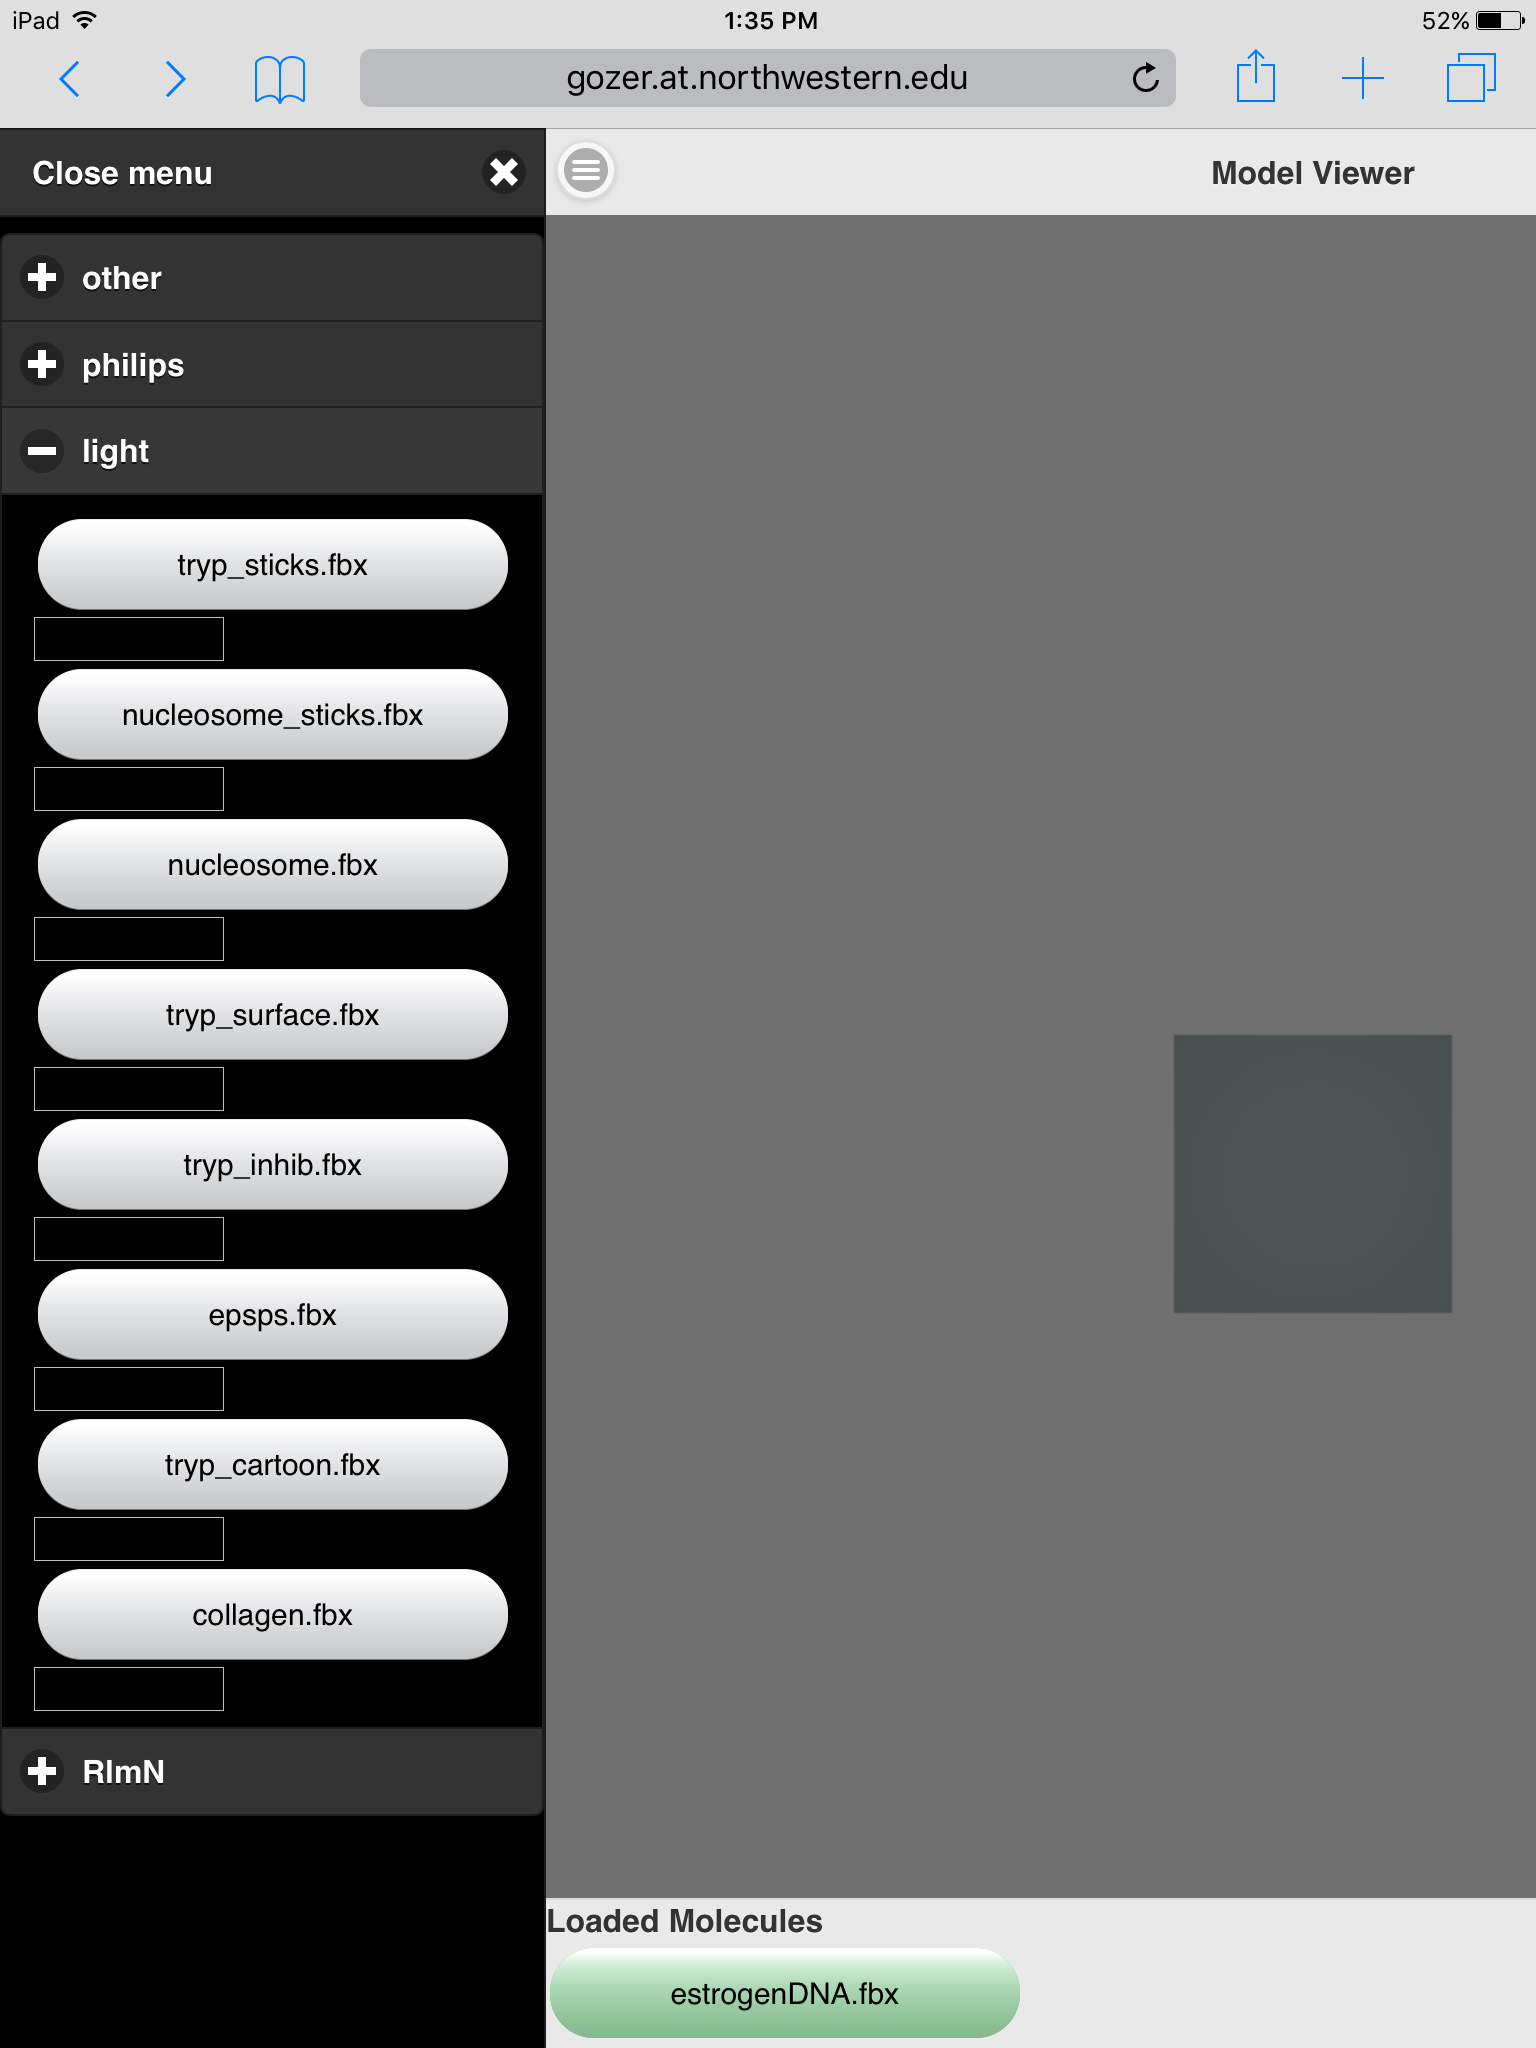 iPad
1:35 PM
52%
gozer.at.northwestern.edu
Close menu
Model Viewer
other
philips
light
tryp_sticks.fbx
nucleosome_sticks.fbx
nucleosome.fbx
tryp_surface.fbx
tryp_inhib.fbx
epsps.fbx
tryp_cartoon.fbx
collagen.fbx
RlmN
Loaded Molecules
estrogenDNA.fbx